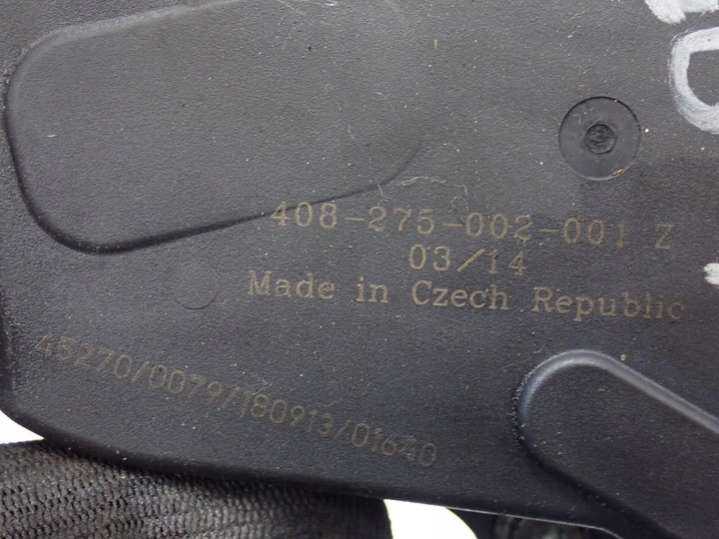 408-275-002-001 Z
03/14
Made in Czech Republic
45270/0079/180913/01640